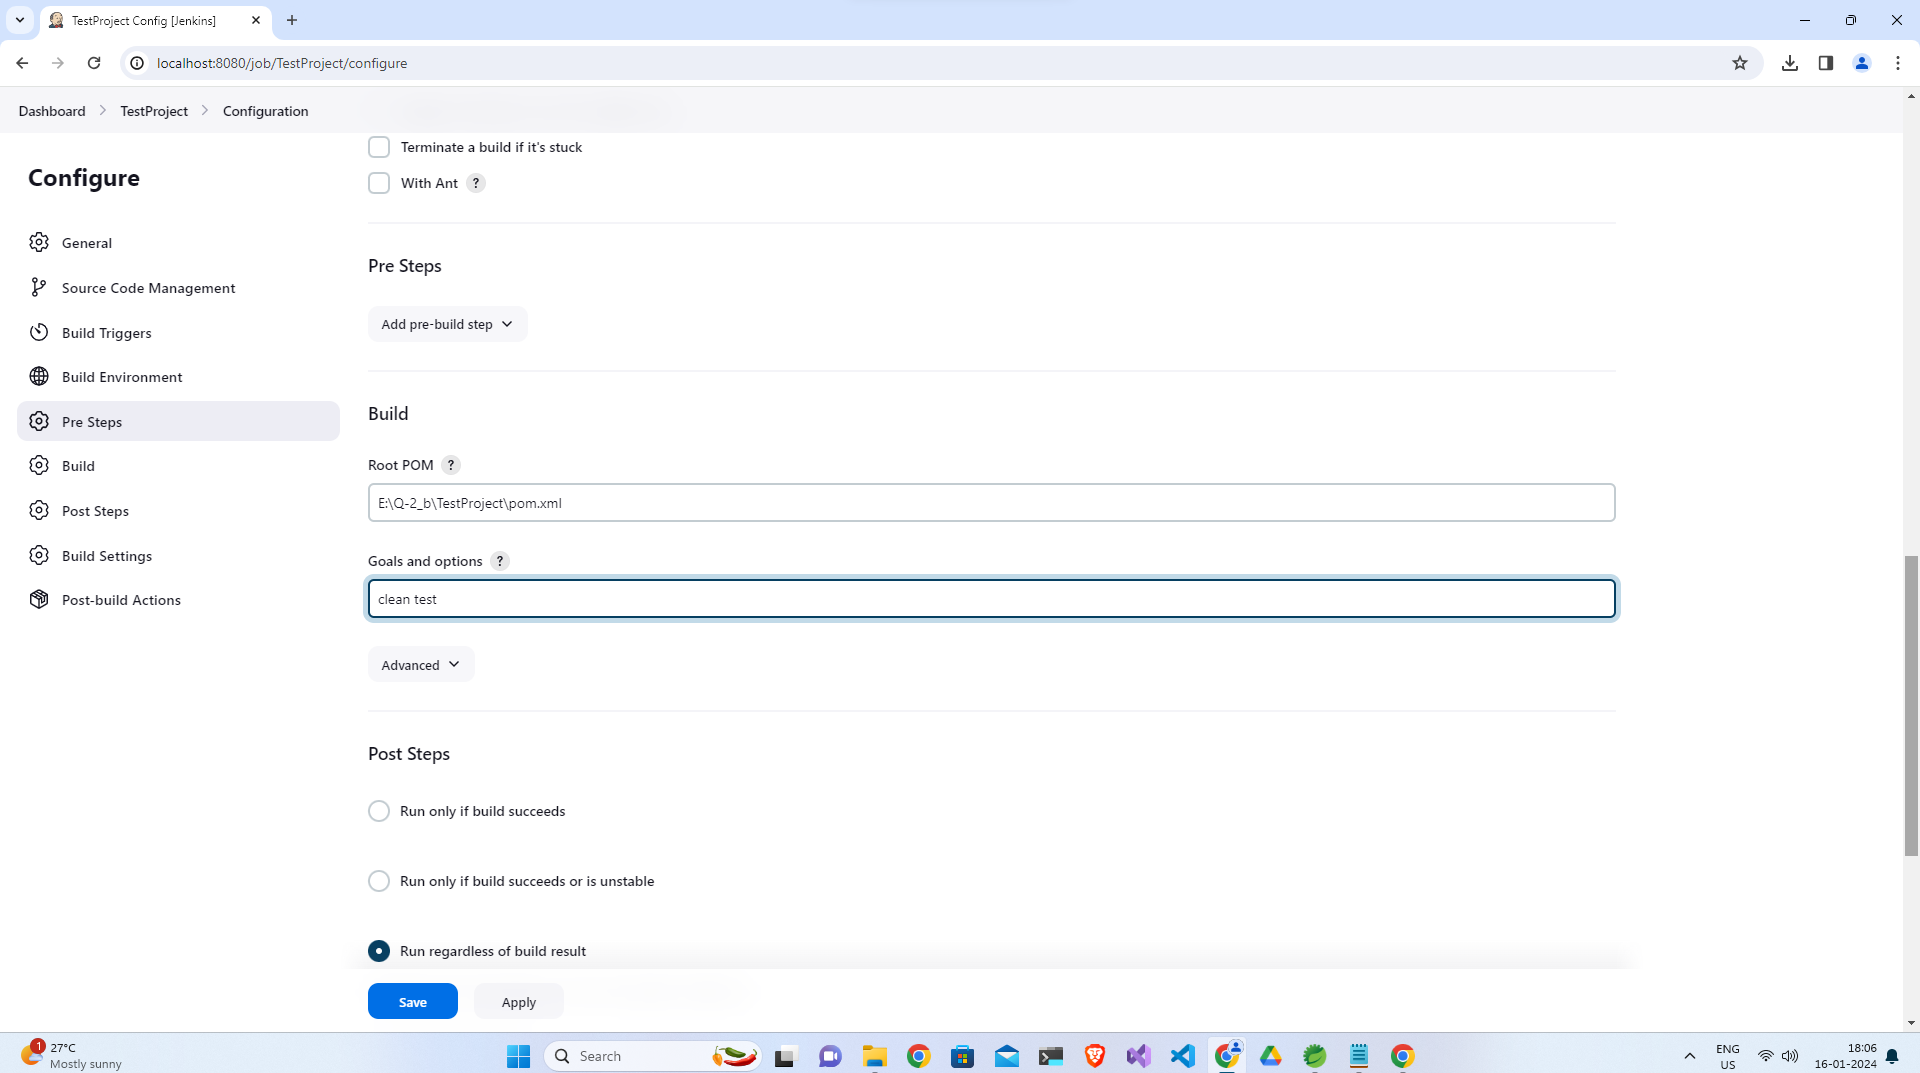 TestProject Config [Jenkins]
localhost:8080/job/TestProject/configure
Dashboard TestProject Configuration
Configure
General
Source Code Management
Build Triggers
Build Environment
Pre Steps
Build
Post Steps
Build Settings
Post-build Actions
Terminate a build if it's stuck
With Ant ?
Pre Steps
Add pre-build step
Build
Root POM ?
E:\Q-2_b\TestProject\pom.xml
Goals and options ?
clean test
Advanced
Post Steps
Run only if build succeeds
Run only if build succeeds or is unstable
Run regardless of build result
Save Apply
1
27°C
Mostly sunny
Search
ENG
US
18:06
16-01-2024